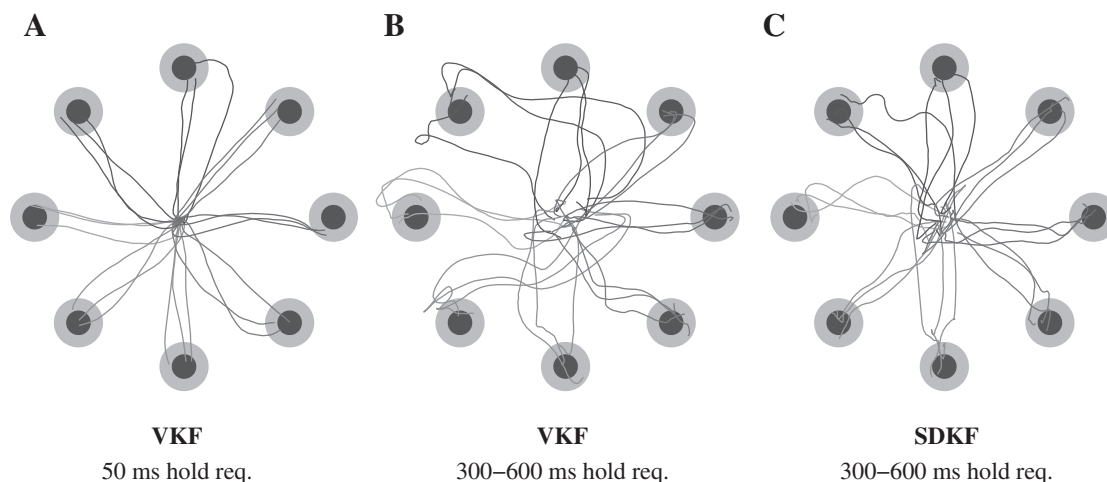 A B C
VKF VKF SDKF
50 ms hold req. 300–600 ms hold req. 300–600 ms hold req.